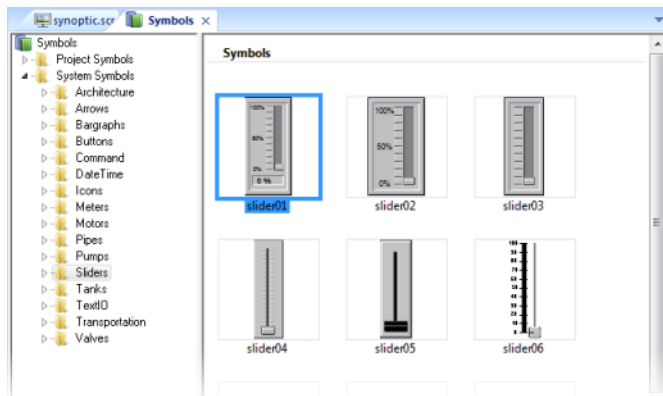 synoptic.scr
Symbols
Symbols
Project Symbols
System Symbols
Architecture
Arrows
Bargraphs
Buttons
Command
DateTime
Icons
Meters
Motors
Pipes
Pumps
Sliders
Tanks
TextIO
Transportation
Valves
Symbols
100%
50%
0%
0 %
slider01
100%
50%
0%
slider02
slider03
slider04
slider05
100
slider06